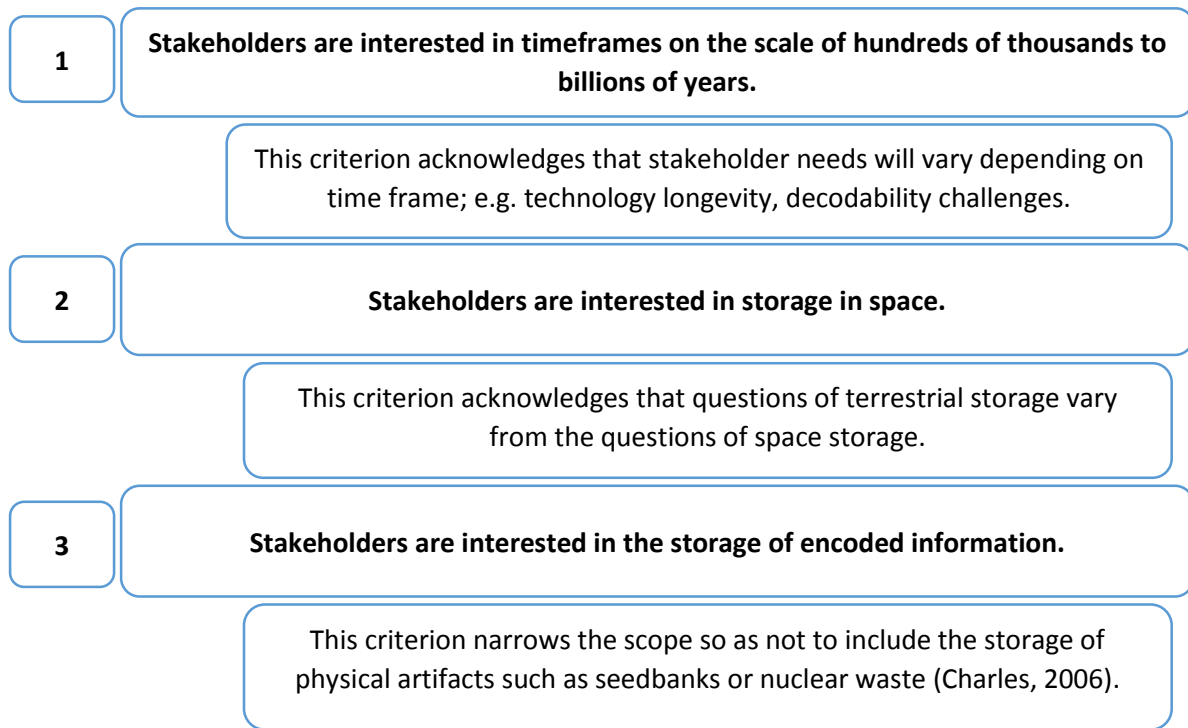 1
Stakeholders are interested in timeframes on the scale of hundreds of thousands to
billions of years.
This criterion acknowledges that stakeholder needs will vary depending on
time frame; e.g. technology longevity, decodability challenges.
2
Stakeholders are interested in storage in space.
This criterion acknowledges that questions of terrestrial storage vary
from the questions of space storage.
3
Stakeholders are interested in the storage of encoded information.
This criterion narrows the scope so as not to include the storage of
physical artifacts such as seedbanks or nuclear waste (Charles, 2006).